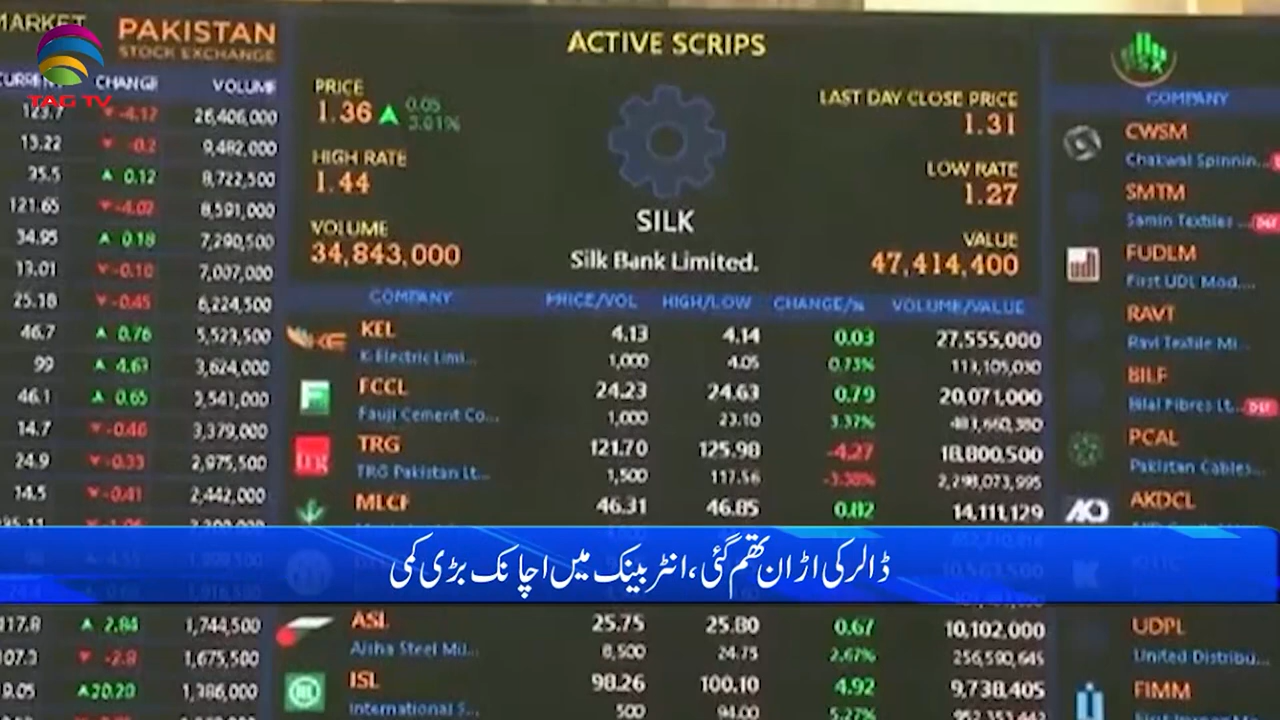 MARKET
PAKISTAN
STOCK EXCHANGE
TAG TV
CURRENT CHANGE VOLUME
123.7 -4.17 26,406,000
13.22 -0.2 9,482,000
35.5 0.12 8,722,500
121.65 -4.02 8,591,000
34.95 0.18 7,290,500
13.01 -0.10 7,007,000
25.18 -0.45 6,224,500
46.7 0.76 5,523,500
99 4.63 3,624,000
46.1 0.65 3,541,000
14.7 -0.46 3,379,000
24.9 -0.33 2,975,500
14.5 -0.41 2,442,000
117.8 2.84 1,744,500
107.3 -2.8 1,675,500
9.05 20.20 1,386,000
ACTIVE SCRIPS
PRICE
1.36 0.05
HIGH RATE
1.44
VOLUME
34,843,000
SILK
Silk Bank Limited.
LAST DAY CLOSE PRICE
1.31
LOW RATE
1.27
VALUE
47,414,400
COMPANY PRICE/VOL HIGH/LOW CHANGE/% VOLUME/VALUE
KEL 4.13 4.14 0.03 27,555,000
K-Electric Limi... 1,000 4.05 0.73% 113,105,030
FCCL 24.23 24.63 0.79 20,071,000
Fauji Cement Co... 1,000 23.10 3.37% 483,660,380
TRG 121.70 125.98 -4.27 18,800,500
TRG Pakistan Lt... 1,500 117.56 -3.38% 2,298,073,995
MLCF 46.31 46.85 0.82 14,111,129
ڈالر کی اڑان تھم گئی، انٹر بینک میں اچانک بڑی کمی
ASL 25.75 25.80 0.67 10,102,000
Aisha Steel Mil... 8,500 24.75 2.67% 256,590,645
ISL 98.26 100.10 4.92 9,738,405
International S... 500 94.00 5.27% 952,353,442
PSX
COMPANY
CWSM
Chakwal Spinnin...
SMTM
Samin Textiles ...
FUDLM
First UDL Mod....
RAVT
Ravi Textile Mi...
BILF
Bilal Fibres Lt...
PCAL
Pakistan Cables...
AKDCL
UDPL
United Distribu...
FIMM